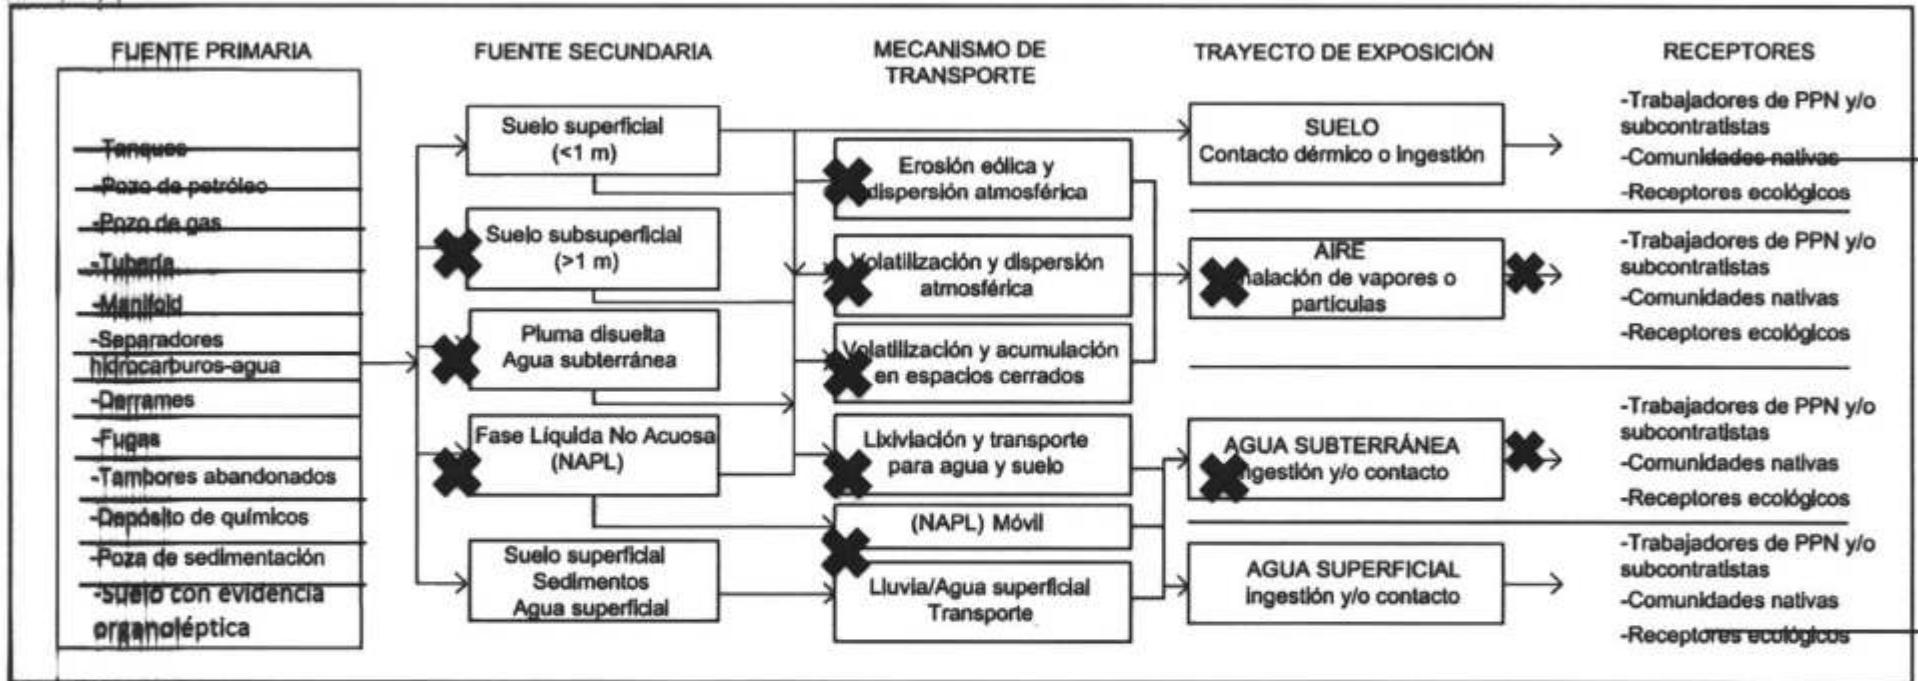 FUENTE PRIMARIA
-Tanques
-Pozo de petróleo
-Pozo de gas
-Tubería
-Manifold
-Separadores
hidrocarburos-agua
-Derrames
-Fugas
-Tambores abandonados
-Depósito de químicos
-Poza de sedimentación
-Suelo con evidencia
organoléptica
FUENTE SECUNDARIA
Suelo superficial
(<1 m)
Suelo subsuperficial
(>1 m)
Pluma disuelta
Agua subterránea
Fase Líquida No Acuosa
(NAPL)
Suelo superficial
Sedimentos
Agua superficial
MECANISMO DE
TRANSPORTE
Erosión eólica y
dispersión atmosférica
Volatilización y dispersión
atmosférica
Volatilización y acumulación
en espacios cerrados
Lixiviación y transporte
para agua y suelo
(NAPL) Móvil
Lluvia/Agua superficial
Transporte
TRAYECTO DE EXPOSICIÓN
SUELO
Contacto dérmico o ingestión
AIRE
Inhalación de vapores o
partículas
AGUA SUBTERRÁNEA
ingestión y/o contacto
AGUA SUPERFICIAL
ingestión y/o contacto
RECEPTORES
-Trabajadores de PPN y/o
subcontratistas
-Comunidades nativas
-Receptores ecológicos
-Trabajadores de PPN y/o
subcontratistas
-Comunidades nativas
-Receptores ecológicos
-Trabajadores de PPN y/o
subcontratistas
-Comunidades nativas
-Receptores ecológicos
-Trabajadores de PPN y/o
subcontratistas
-Comunidades nativas
-Receptores ecológicos